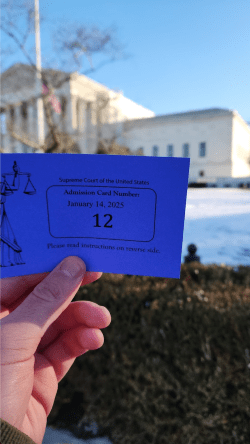 Supreme Court of the United States
Admission Card Number:
January 14, 2025
12
Please read instructions on reverse side.